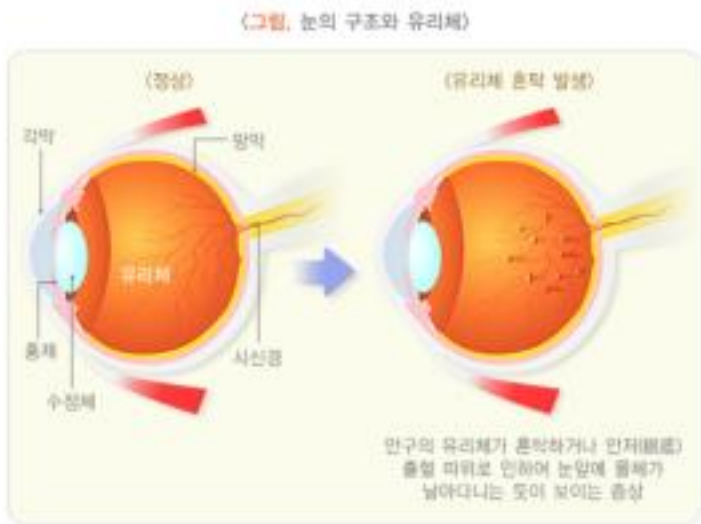 <그림. 눈의 구조와 유리체>
<정상>
<유리체 혼탁 발생>
각막
망막
유리체
홍채
시신경
수정체
안구의 유리체가 혼탁하거나 안저(眼底)
출혈 따위로 인하여 눈앞에 물체가
날아다니는 듯이 보이는 증상